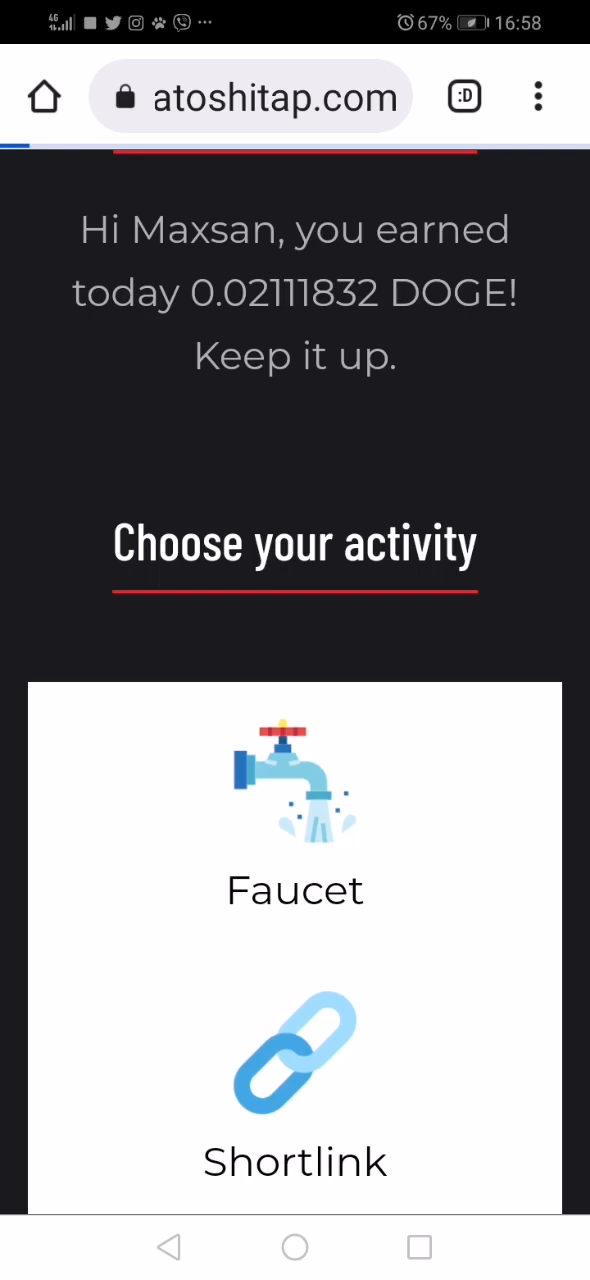 4G 67% 16:58
atoshitap.com :D
Hi Maxsan, you earned
today 0.02111832 DOGE!
Keep it up.
Choose your activity
Faucet
Shortlink